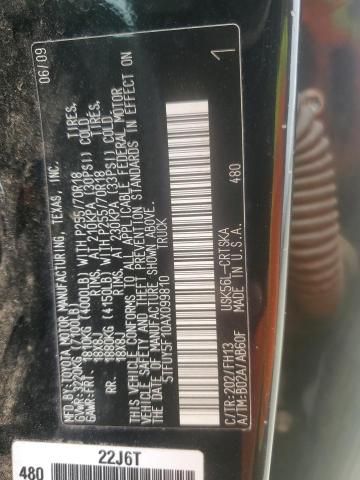 MFD.BY:TOYOTA MOTOR MANUFACTURING, TEXAS, INC. 06/09
GVWR:3220KG(7100LB)
GAWR:FRT. 1810KG (4000LB) WITH P255/70R18 TIRES,
18X8J RIMS, AT 210KPA (30PSI) COLD.
RR. 1880KG (4150LB) WITH P255/70R18 TIRES,
18X8J RIMS, AT 230KPA (33PSI) COLD.
THIS VEHICLE CONFORMS TO ALL APPLICABLE FEDERAL MOTOR
VEHICLE SAFETY AND THEFT PREVENTION STANDARDS IN EFFECT ON
THE DATE OF MANUFACTURE SHOWN ABOVE.
5TFDY5F10AX099810
TRUCK
C/TR:202/FH13 USK56L-CRTSKA
A/TM:B02A/AB60F MADE IN U.S.A.
480
1
22J6T
480